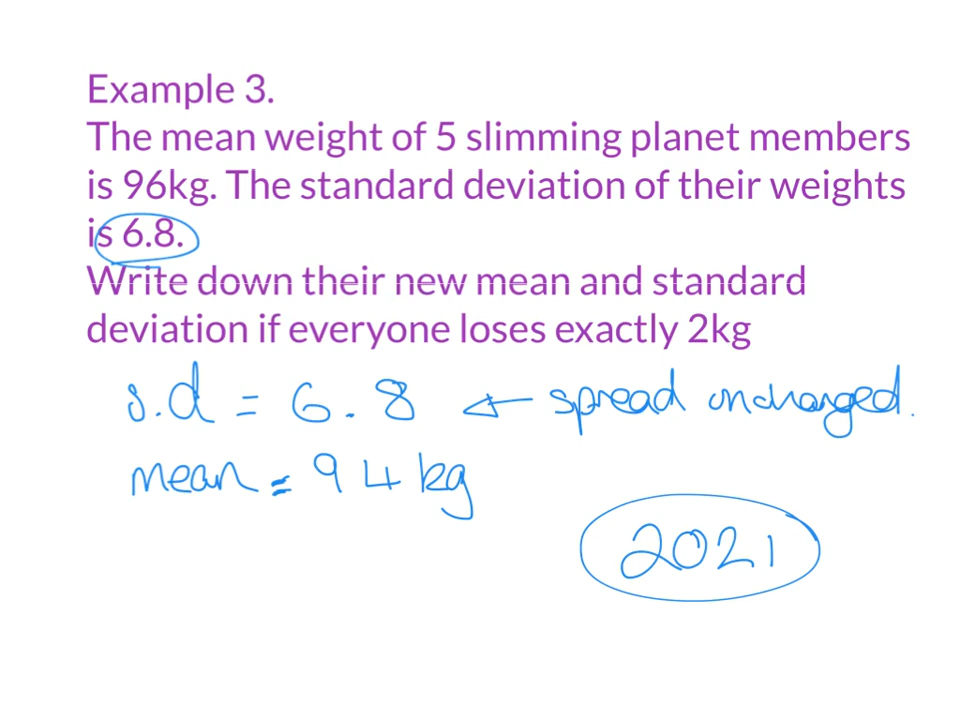 Example 3.
The mean weight of 5 slimming planet members
is 96kg. The standard deviation of their weights
is 6.8.
Write down their new mean and standard
deviation if everyone loses exactly 2kg
s.d = 6.8 ← spread unchanged.
mean = 94kg
2021